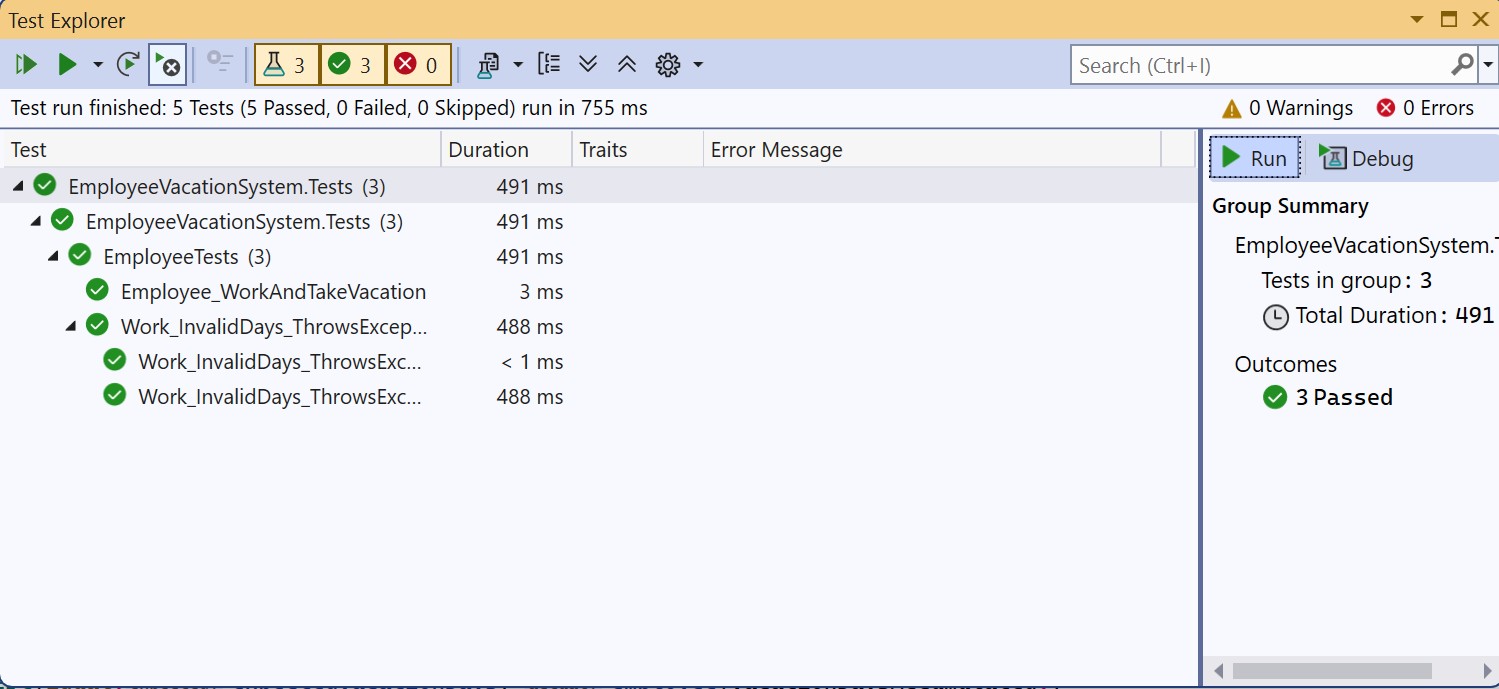 Test Explorer
3 3 0
Search (Ctrl+I)
Test run finished: 5 Tests (5 Passed, 0 Failed, 0 Skipped) run in 755 ms
0 Warnings 0 Errors
Test Duration Traits Error Message
EmployeeVacationSystem.Tests (3) 491 ms
EmployeeVacationSystem.Tests (3) 491 ms
EmployeeTests (3) 491 ms
Employee_WorkAndTakeVacation 3 ms
Work_InvalidDays_ThrowsExcep... 488 ms
Work_InvalidDays_ThrowsExc... < 1 ms
Work_InvalidDays_ThrowsExc... 488 ms
Run Debug
Group Summary
EmployeeVacationSystem.T
Tests in group: 3
Total Duration: 491
Outcomes
3 Passed